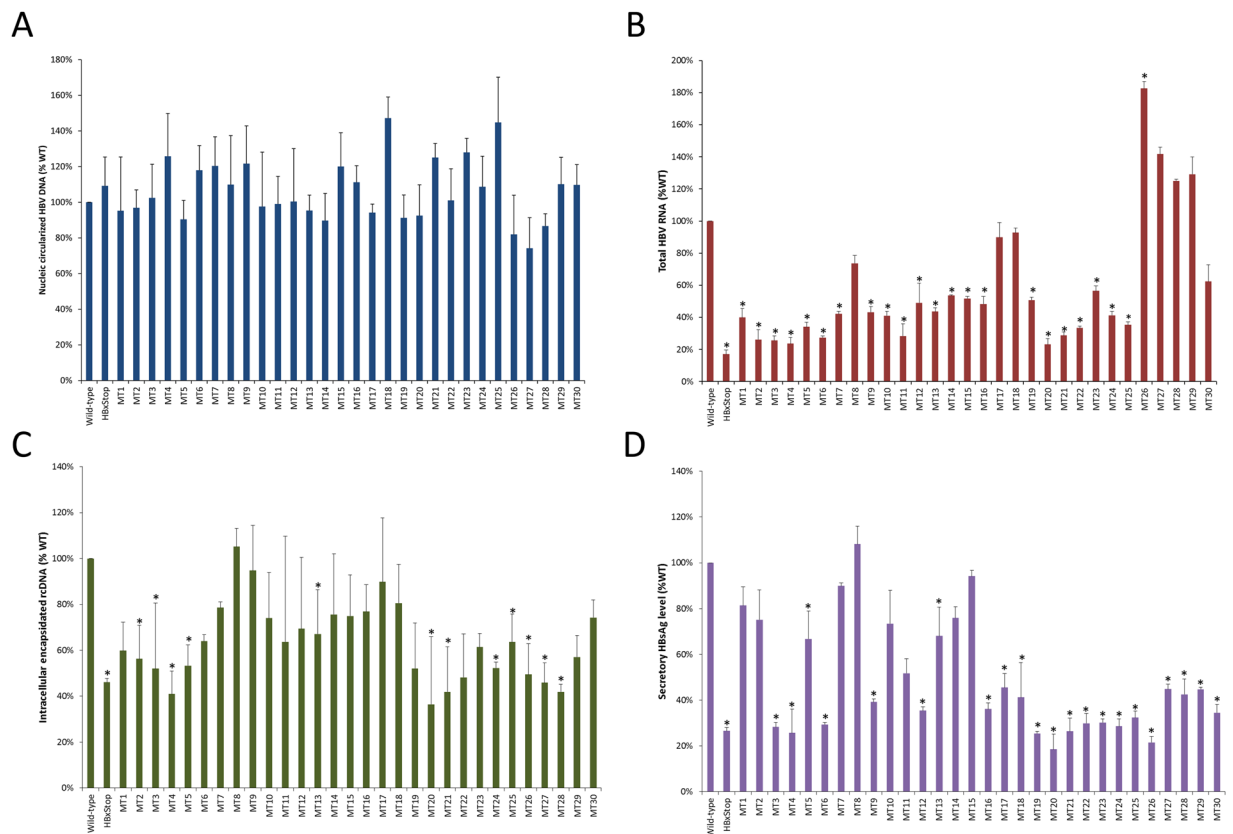 A
Nucleic circularized HBV DNA (% WT)
180%
160%
140%
120%
100%
80%
60%
40%
20%
0%
Wild-type HBxStop MT1 MT2 MT3 MT4 MT5 MT6 MT7 MT8 MT9 MT10 MT11 MT12 MT13 MT14 MT15 MT16 MT17 MT18 MT19 MT20 MT21 MT22 MT23 MT24 MT25 MT26 MT27 MT28 MT29 MT30
B
Total HBV RNA (%WT)
200%
180%
160%
140%
120%
100%
80%
60%
40%
20%
0%
* * * * * * * * * * * * * * * * * * * * * * * *
Wild-type HBxStop MT1 MT2 MT3 MT4 MT5 MT6 MT7 MT8 MT9 MT10 MT11 MT12 MT13 MT14 MT15 MT16 MT17 MT18 MT19 MT20 MT21 MT22 MT23 MT24 MT25 MT26 MT27 MT28 MT29 MT30
C
Intracellular encapsidated rcDNA (% WT)
140%
120%
100%
80%
60%
40%
20%
0%
* * * * * * * * * * * * *
Wild-type HBxStop MT1 MT2 MT3 MT4 MT5 MT6 MT7 MT8 MT9 MT10 MT11 MT12 MT13 MT14 MT15 MT16 MT17 MT18 MT19 MT20 MT21 MT22 MT23 MT24 MT25 MT26 MT27 MT28 MT29 MT30
D
Secretory HBsAg level (%WT)
140%
120%
100%
80%
60%
40%
20%
0%
* * * * * * * * * * * * * * * * * * * * * * *
Wild-type HBxStop MT1 MT2 MT3 MT4 MT5 MT6 MT7 MT8 MT9 MT10 MT11 MT12 MT13 MT14 MT15 MT16 MT17 MT18 MT19 MT20 MT21 MT22 MT23 MT24 MT25 MT26 MT27 MT28 MT29 MT30